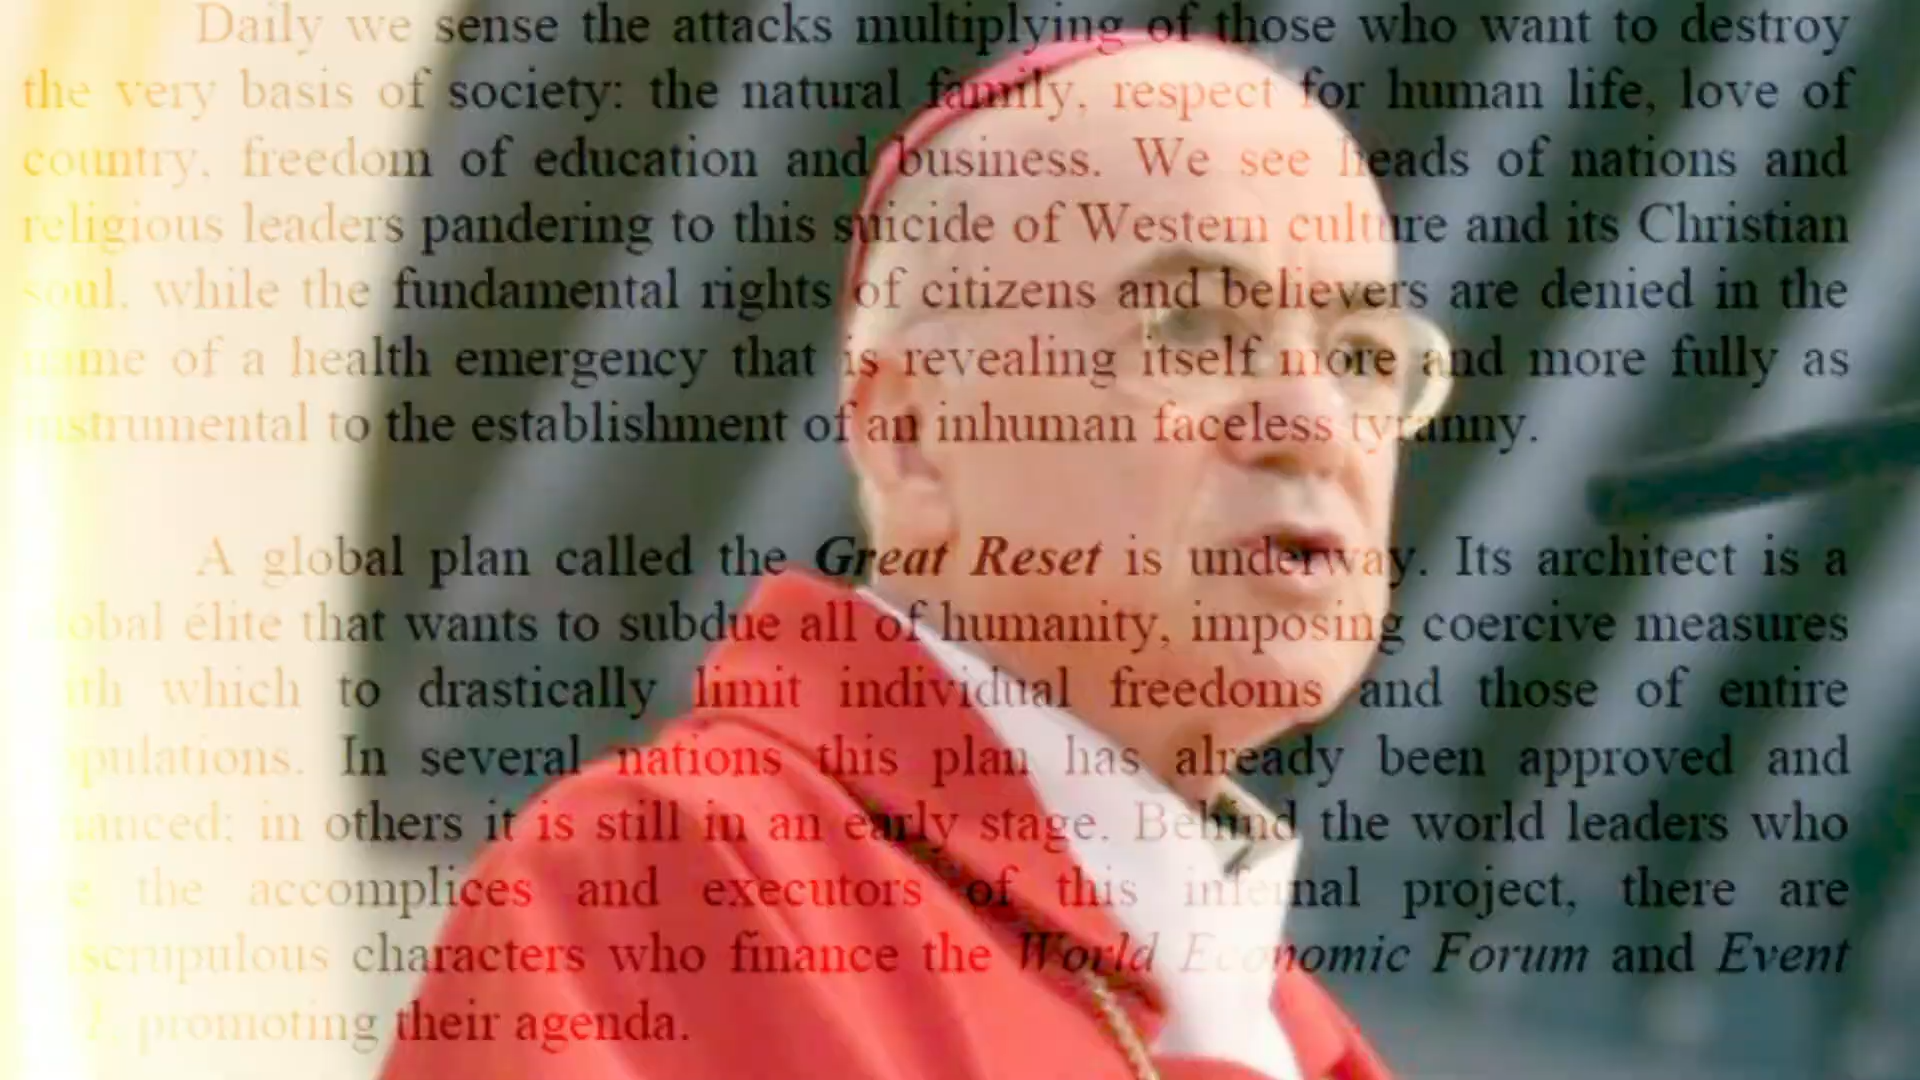 Daily we sense the attacks multiplying of those who want to destroy
the very basis of society: the natural family, respect for human life, love of
country, freedom of education and business. We see heads of nations and
religious leaders pandering to this suicide of Western culture and its Christian
soul, while the fundamental rights of citizens and believers are denied in the
name of a health emergency that is revealing itself more and more fully as
instrumental to the establishment of an inhuman faceless tyranny.
A global plan called the Great Reset is underway. Its architect is a
global élite that wants to subdue all of humanity, imposing coercive measures
with which to drastically limit individual freedoms and those of entire
populations. In several nations this plan has already been approved and
financed; in others it is still in an early stage. Behind the world leaders who
the accomplices and executors of this infernal project, there are
unscrupulous characters who finance the World Economic Forum and Event
promoting their agenda.